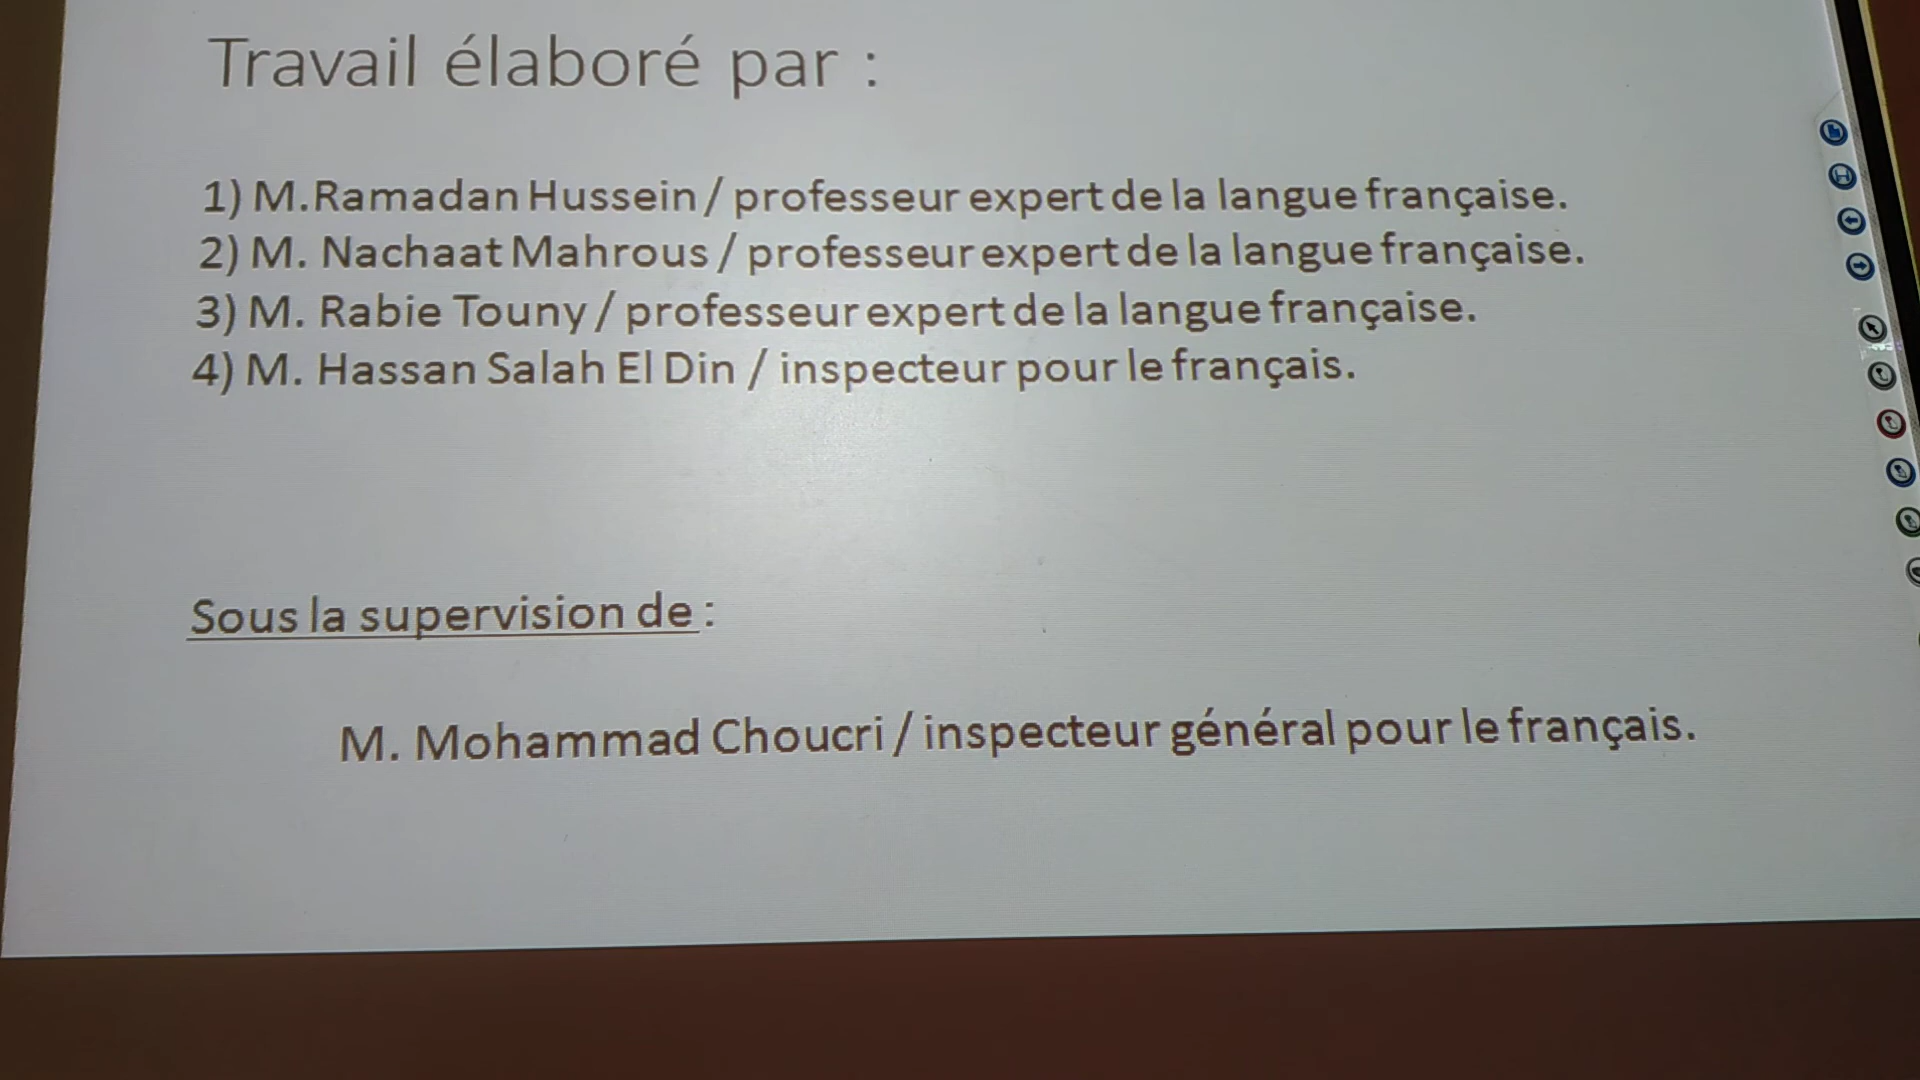 Travail élaboré par :
1) M.Ramadan Hussein / professeur expert de la langue française.
2) M. Nachaat Mahrous / professeur expert de la langue française.
3) M. Rabie Touny / professeur expert de la langue française.
4) M. Hassan Salah El Din / inspecteur pour le français.
Sous la supervision de :
M. Mohammad Choucri / inspecteur général pour le français.